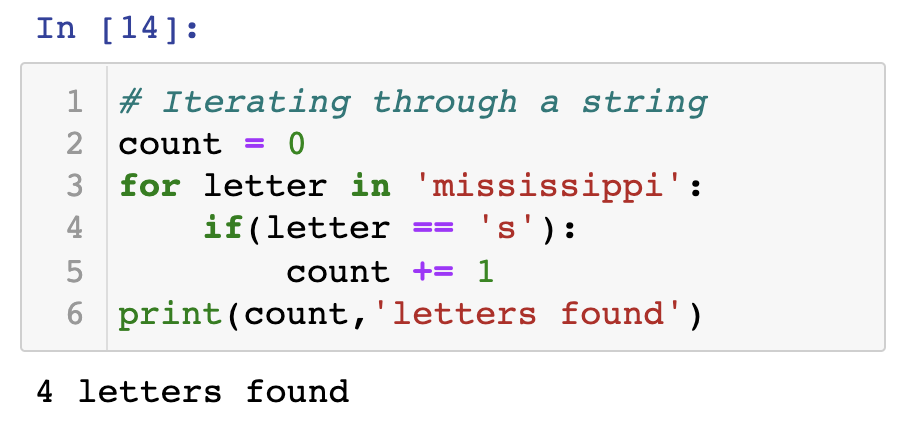 In [14]:
1 # Iterating through a string
2 count = 0
3 for letter in 'mississippi':
4     if(letter == 's'):
5         count += 1
6 print(count,'letters found')
4 letters found